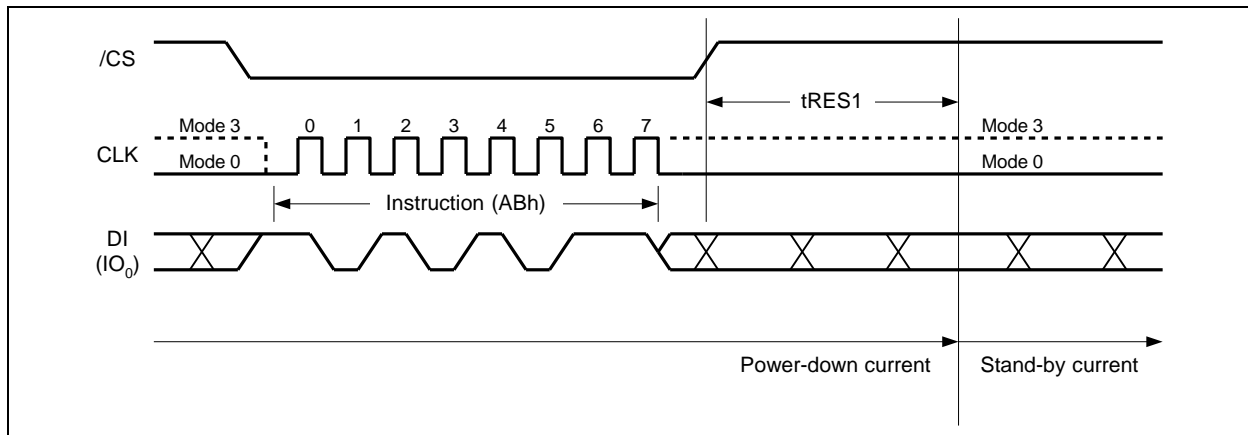 /CS
tRES1
Mode 3 0 1 2 3 4 5 6 7 Mode 3
CLK
Mode 0 Mode 0
Instruction (ABh)
DI
(IO0)
Power-down current Stand-by current